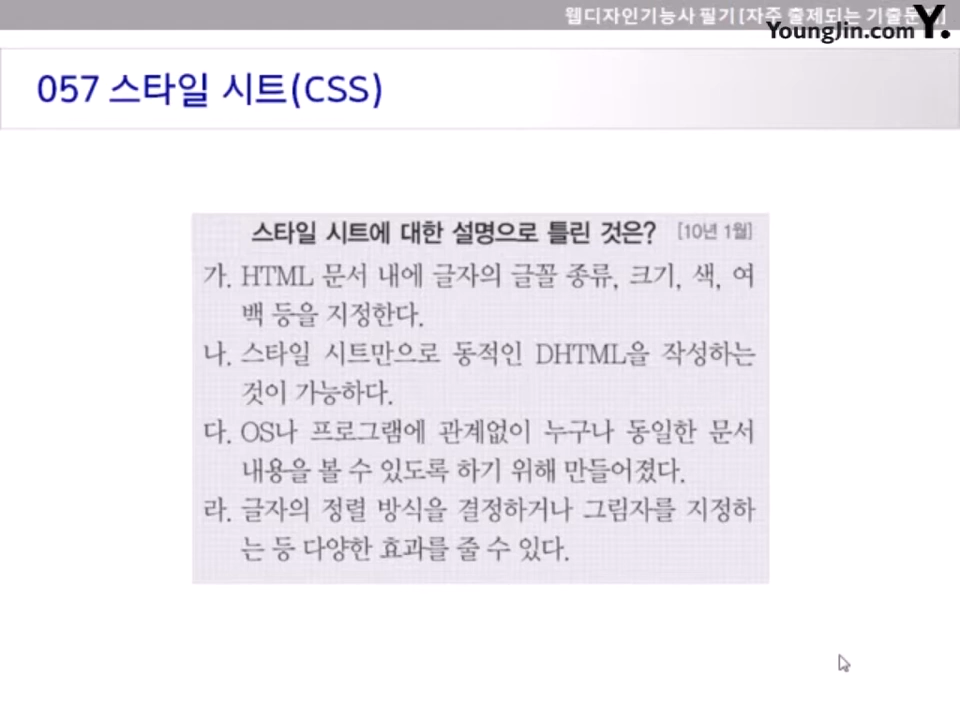 웹디자인기능사 필기[자주 출제되는 기출문제]
YoungJin.com Y.
057 스타일 시트(CSS)
스타일 시트에 대한 설명으로 틀린 것은? [10년 1월]
가. HTML 문서 내에 글자의 글꼴 종류, 크기, 색, 여
백 등을 지정한다.
나. 스타일 시트만으로 동적인 DHTML을 작성하는
것이 가능하다.
다. OS나 프로그램에 관계없이 누구나 동일한 문서
내용을 볼 수 있도록 하기 위해 만들어졌다.
라. 글자의 정렬 방식을 결정하거나 그림자를 지정하
는 등 다양한 효과를 줄 수 있다.